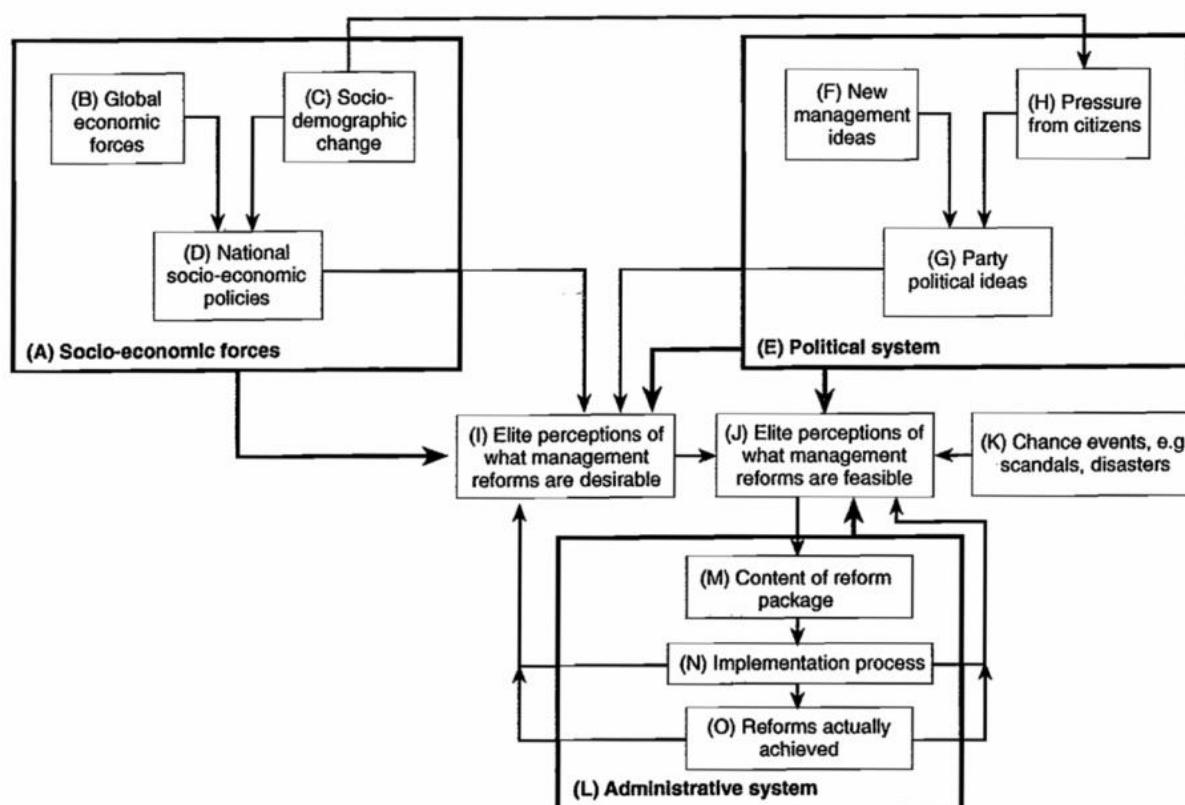 (B) Global
economic
forces
(C) Socio-
demographic
change
(D) National
socio-economic
policies
(A) Socio-economic forces
(F) New
management
ideas
(H) Pressure
from citizens
(G) Party
political ideas
(E) Political system
(I) Elite perceptions of
what management
reforms are desirable
(J) Elite perceptions of
what management
reforms are feasible
(K) Chance events, e.g
scandals, disasters
(M) Content of reform
package
(N) Implementation process
(O) Reforms actually
achieved
(L) Administrative system